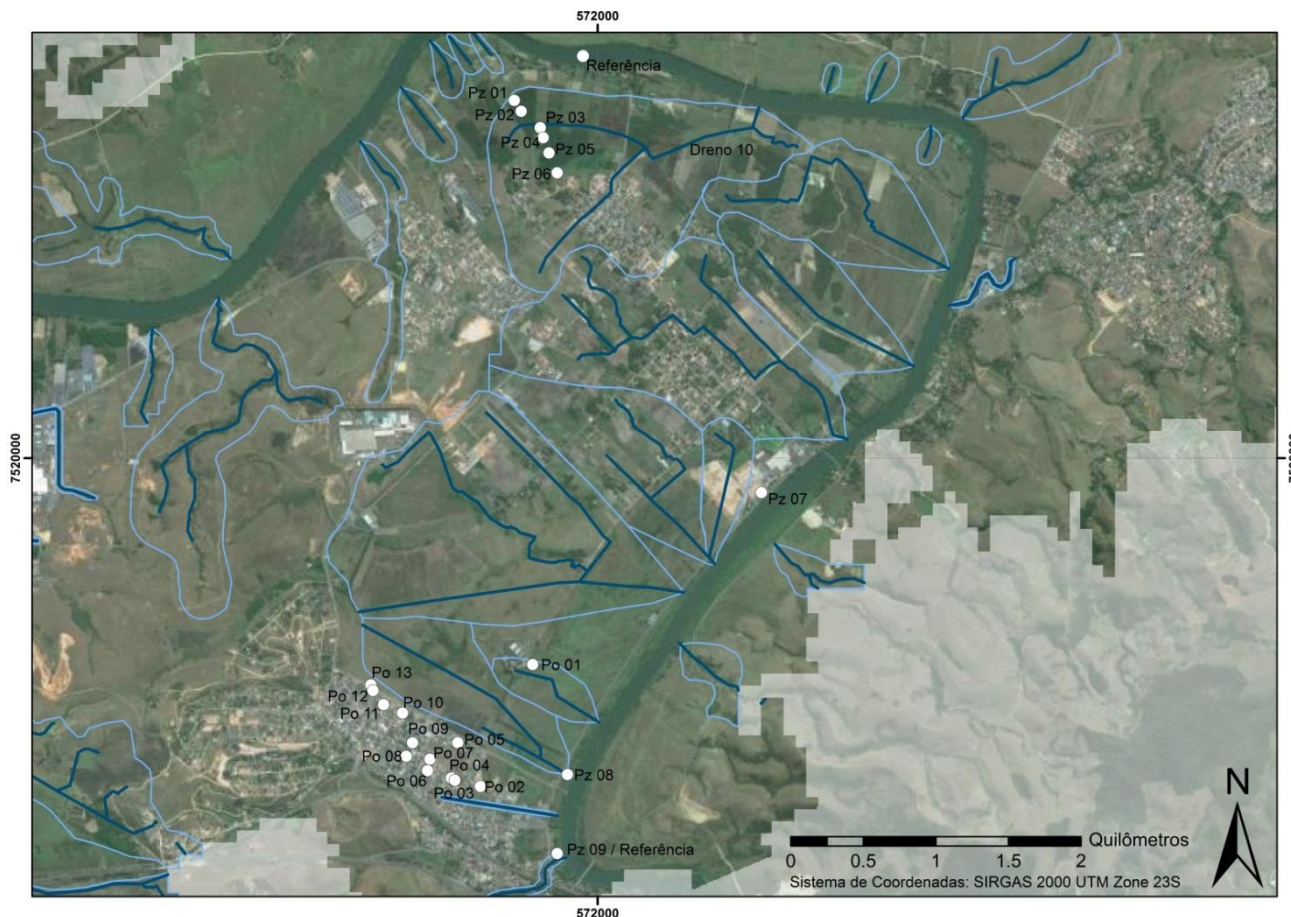 572000
Referência
Pz 01
Pz 02
Pz 03
Pz 04
Pz 05
Dreno 10
Pz 06
7520000
Pz 07
Po 01
Po 13
Po 12
Po 10
Po 11
Po 09
Po 05
Po 08
Po 07
Po 04
Pz 08
Po 06
Po 02
Po 03
N
Quilômetros
0 0,5 1 1.5 2
Pz 09 / Referência
Sistema de Coordenadas: SIRGAS 2000 UTM Zone 23S
572000